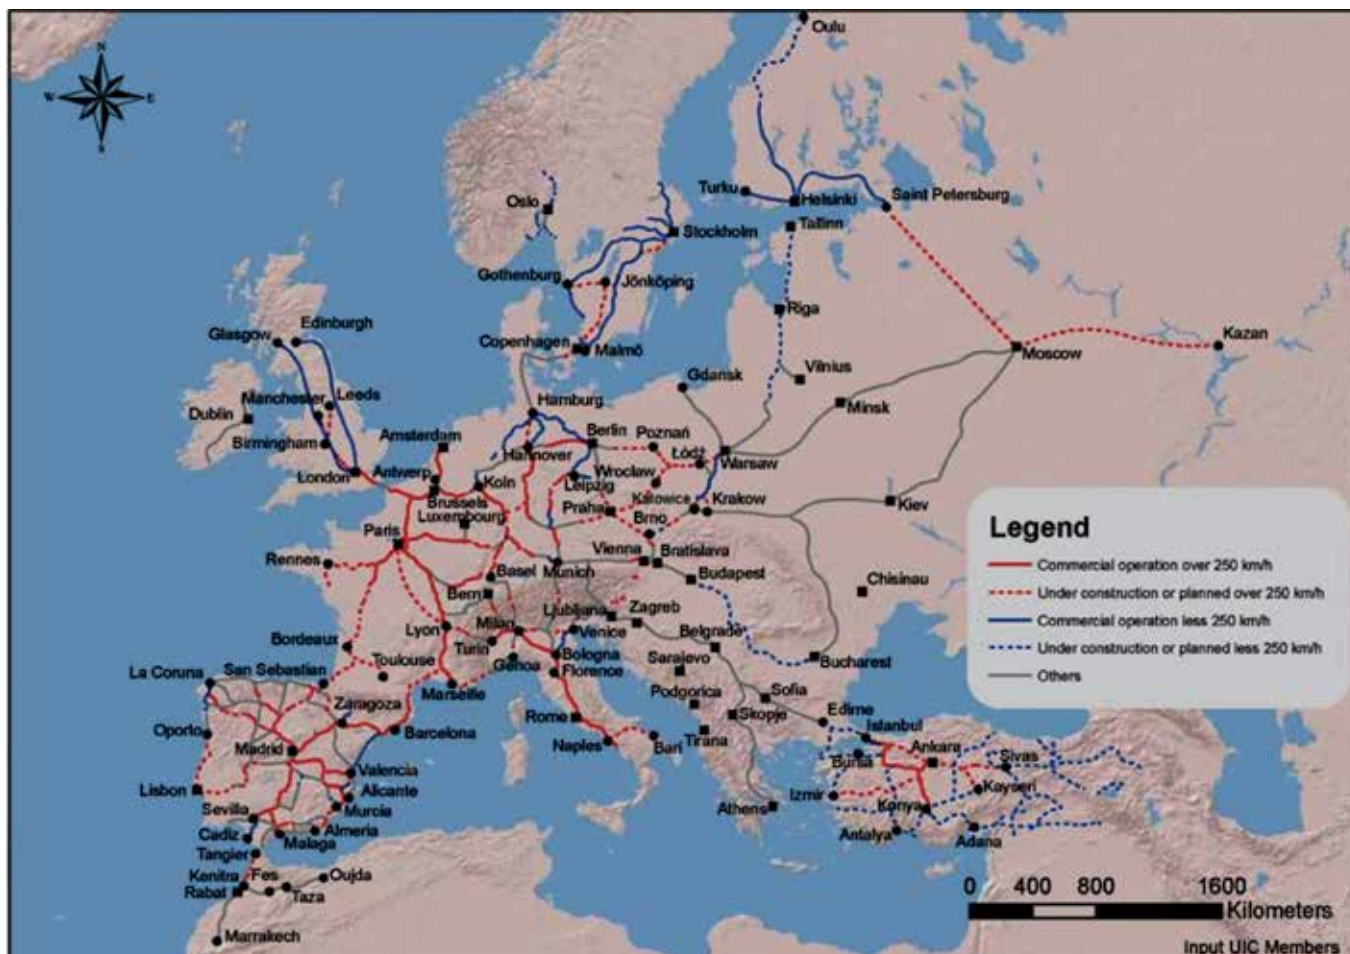 N
W
E
S
Oulu
Turku
Helsinki
Saint Petersburg
Oslo
Tallinn
Stockholm
Gothenburg
Jönköping
Riga
Glasgow
Edinburgh
Copenhagen
Malmö
Moscow
Kazan
Vilnius
Gdansk
Minsk
Manchester
Leeds
Dublin
Hamburg
Birmingham
Amsterdam
Hannover
Berlin
Poznań
Łódź
Warsaw
London
Antwerp
Koln
Leipzig
Wroclaw
Brussels
Katowice
Krakow
Kiev
Luxembourg
Praha
Brno
Paris
Rennes
Vienna
Bratislava
Basel
Munich
Budapest
Chisinau
Bern
Ljubljana
Zagreb
Lyon
Milan
Venice
Belgrade
Bordeaux
Turin
Genoa
Bologna
Bucharest
Toulouse
Florence
Sarajevo
La Coruna
San Sebastian
Marseille
Podgorica
Sofia
Zaragoza
Skopje
Edirne
Istanbul
Oporto
Barcelona
Rome
Naples
Bari
Tirana
Madrid
Bursa
Ankara
Sivas
Valencia
Lisbon
Alicante
Izmir
Kayseri
Sevilla
Murcia
Athens
Konya
Cadiz
Almeria
Malaga
Antalya
Adana
Tangier
Kenitra
Fes
Oujda
Rabat
Taza
Marrakech
Legend
Commercial operation over 250 km/h
Under construction or planned over 250 km/h
Commercial operation less 250 km/h
Under construction or planned less 250 km/h
Others
0 400 800 1600
Kilometers
Input UIC Members